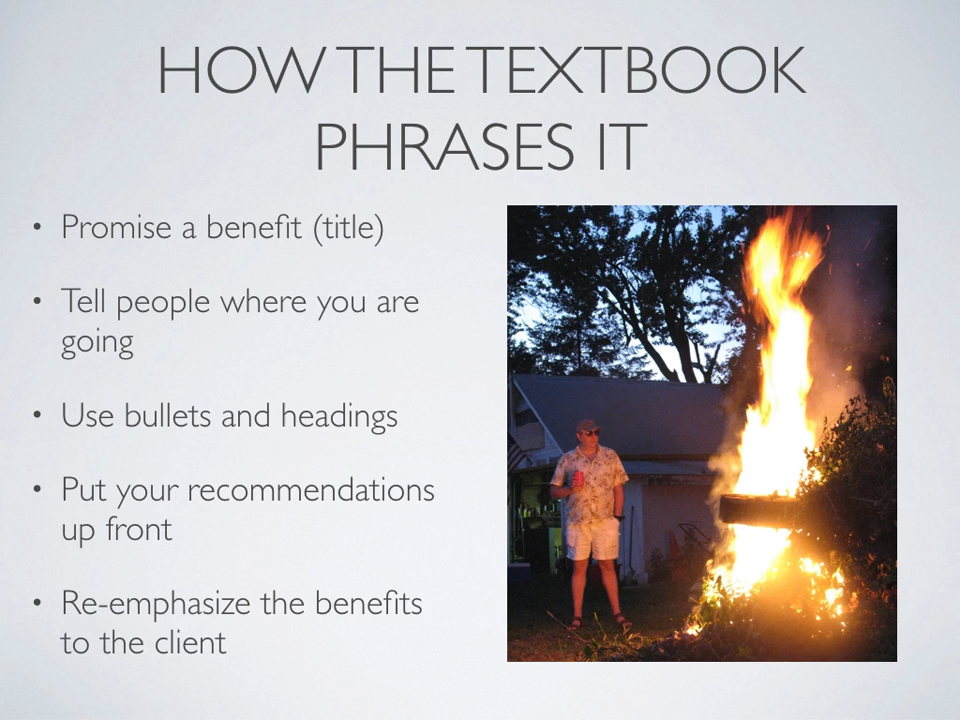 HOW THE TEXTBOOK
PHRASES IT
• Promise a benefit (title)
• Tell people where you are
going
• Use bullets and headings
• Put your recommendations
up front
• Re-emphasize the benefits
to the client